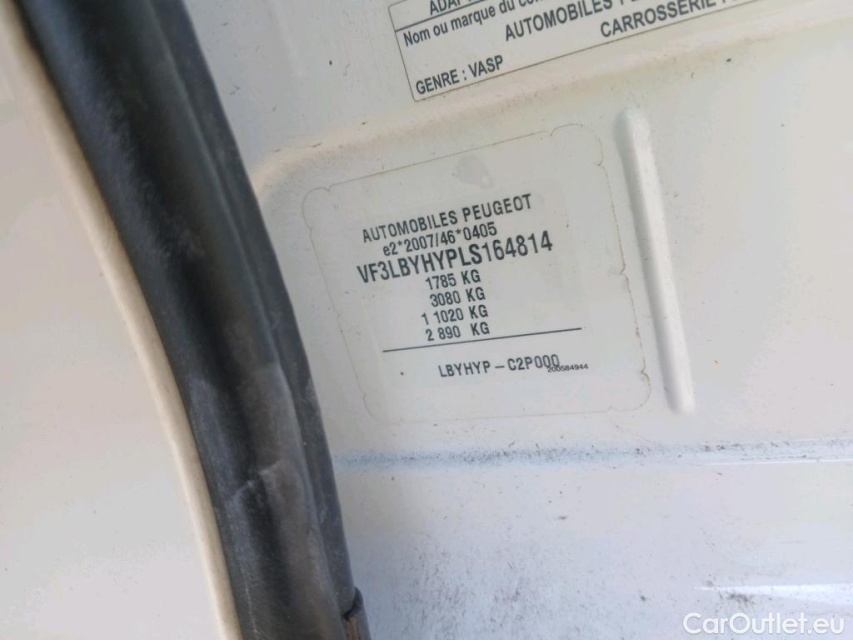 Nom ou marque du
AUTOMOBILES
CARROSSERIE
GENRE : VASP
AUTOMOBILES PEUGEOT
e2*2007/46*0405
VF3LBYHYPLS164814
1785 KG
3080 KG
1 1020 KG
2 890 KG
LBYHYP-C2P000
200584944
CarOutlet.eu